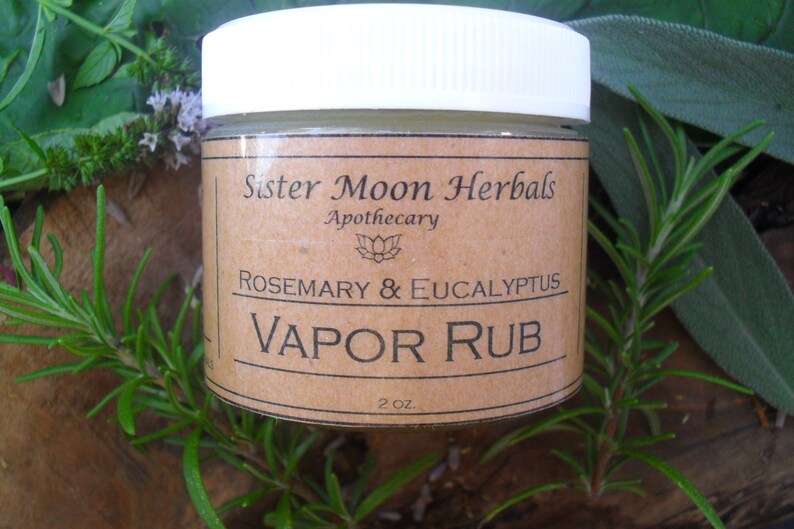 Sister Moon Herbals
Apothecary
Rosemary & Eucalyptus
Vapor Rub
2 oz.